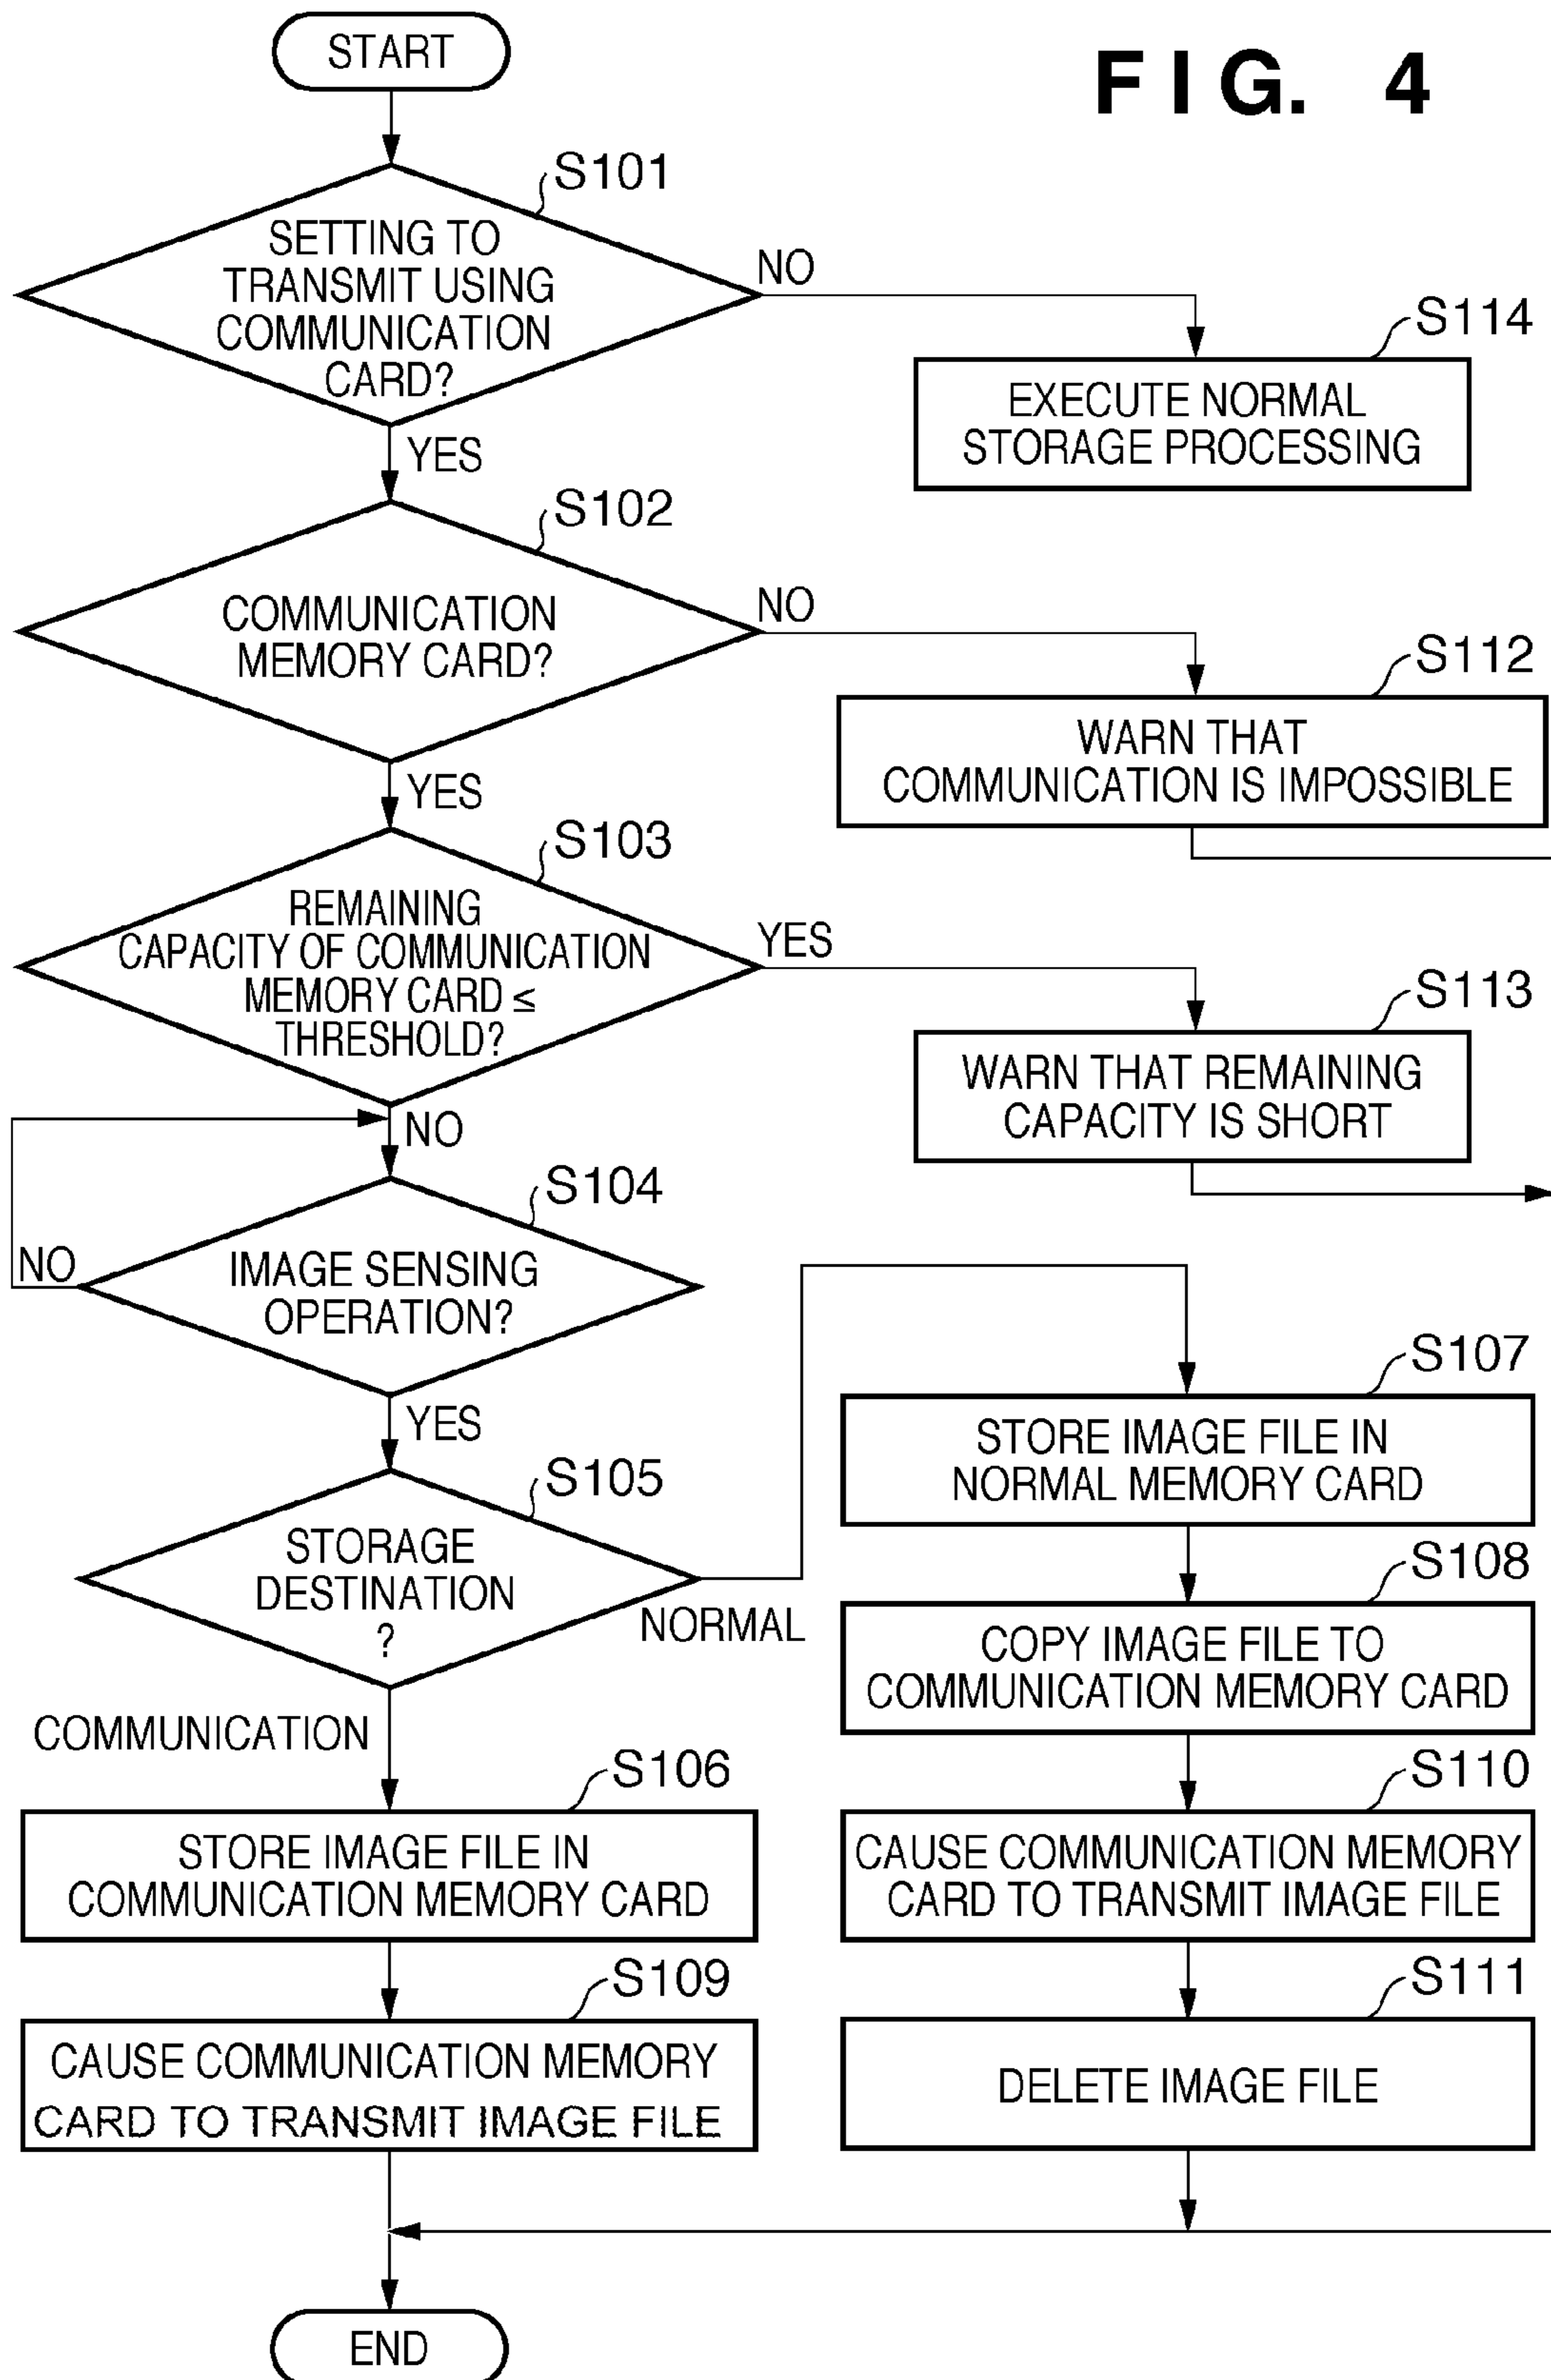 START
FIG. 4
S101
SETTING TO
TRANSMIT USING
COMMUNICATION
CARD?
NO
YES
S114
EXECUTE NORMAL
STORAGE PROCESSING
S102
COMMUNICATION
MEMORY CARD?
NO
YES
S112
WARN THAT
COMMUNICATION IS IMPOSSIBLE
S103
REMAINING
CAPACITY OF COMMUNICATION
MEMORY CARD ≤
THRESHOLD?
YES
NO
S113
WARN THAT REMAINING
CAPACITY IS SHORT
S104
IMAGE SENSING
OPERATION?
NO
YES
S105
STORAGE
DESTINATION
?
NORMAL
COMMUNICATION
S107
STORE IMAGE FILE IN
NORMAL MEMORY CARD
S108
COPY IMAGE FILE TO
COMMUNICATION MEMORY CARD
S106
STORE IMAGE FILE IN
COMMUNICATION MEMORY CARD
S110
CAUSE COMMUNICATION MEMORY
CARD TO TRANSMIT IMAGE FILE
S109
CAUSE COMMUNICATION MEMORY
CARD TO TRANSMIT IMAGE FILE
S111
DELETE IMAGE FILE
END